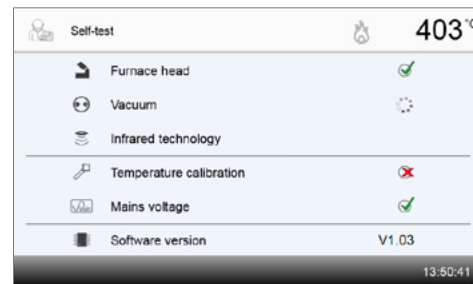 Self-test 403 °C
Furnace head
Vacuum
Infrared technology
Temperature calibration
Mains voltage
Software version V1.03
13:50:41